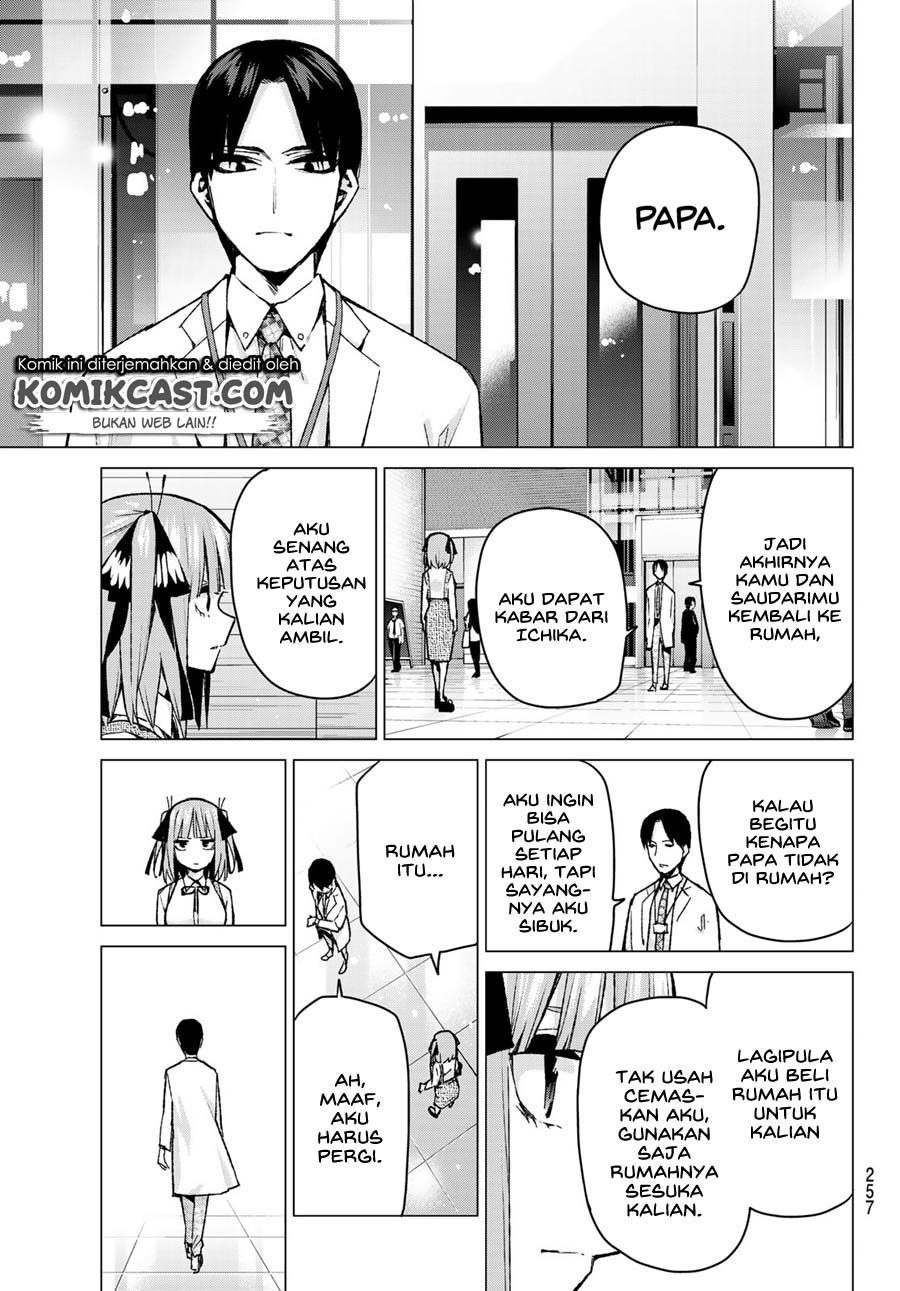 PAPA.
Komik ini diterjemahkan & diedit oleh
KOMIKCAST.COM
BUKAN WEB LAIN!!
JADI
AKHIRNYA
KAMU DAN
SAUDARIMU
KEMBALI KE
RUMAH,
AKU DAPAT
KABAR DARI
ICHIKA.
AKU
SENANG
ATAS
KEPUTUSAN
YANG
KALIAN
AMBIL.
KALAU
BEGITU
KENAPA
PAPA TIDAK
DI RUMAH?
AKU INGIN
BISA
PULANG
SETIAP
HARI, TAPI
SAYANG-
NYA AKU
SIBUK.
LAGIPULA
AKU BELI
RUMAH ITU
UNTUK
KALIAN
TAK USAH
CEMAS-
KAN AKU,
GUNAKAN
SAJA
RUMAHNYA
SESUKA
KALIAN.
RUMAH
ITU...
AH,
MAAF,
AKU
HARUS
PERGI.
257